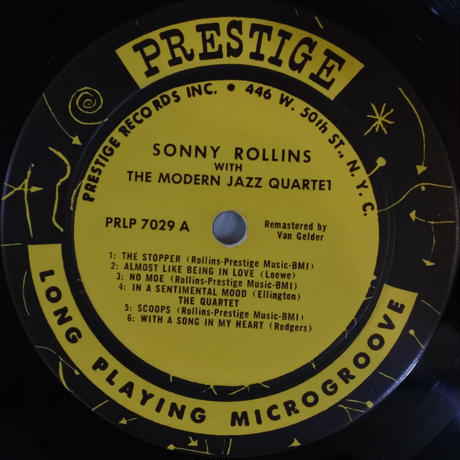 PRESTIGE
PRESTIGE RECORDS INC. • 446 W. 50th ST., N.Y.C.
SONNY ROLLINS
WITH
THE MODERN JAZZ QUARTET
PRLP 7029 A
Remastered by
Van Gelder
1: THE STOPPER (Rollins-Prestige Music-BMI)
2: ALMOST LIKE BEING IN LOVE (Loewe)
3: NO MOE (Rollins-Prestige Music-BMI)
4: IN A SENTIMENTAL MOOD (Ellington)
THE QUARTET
5: SCOOPS (Rollins-Prestige Music-BMI)
6: WITH A SONG IN MY HEART (Rodgers)
LONG PLAYING MICROGROOVE